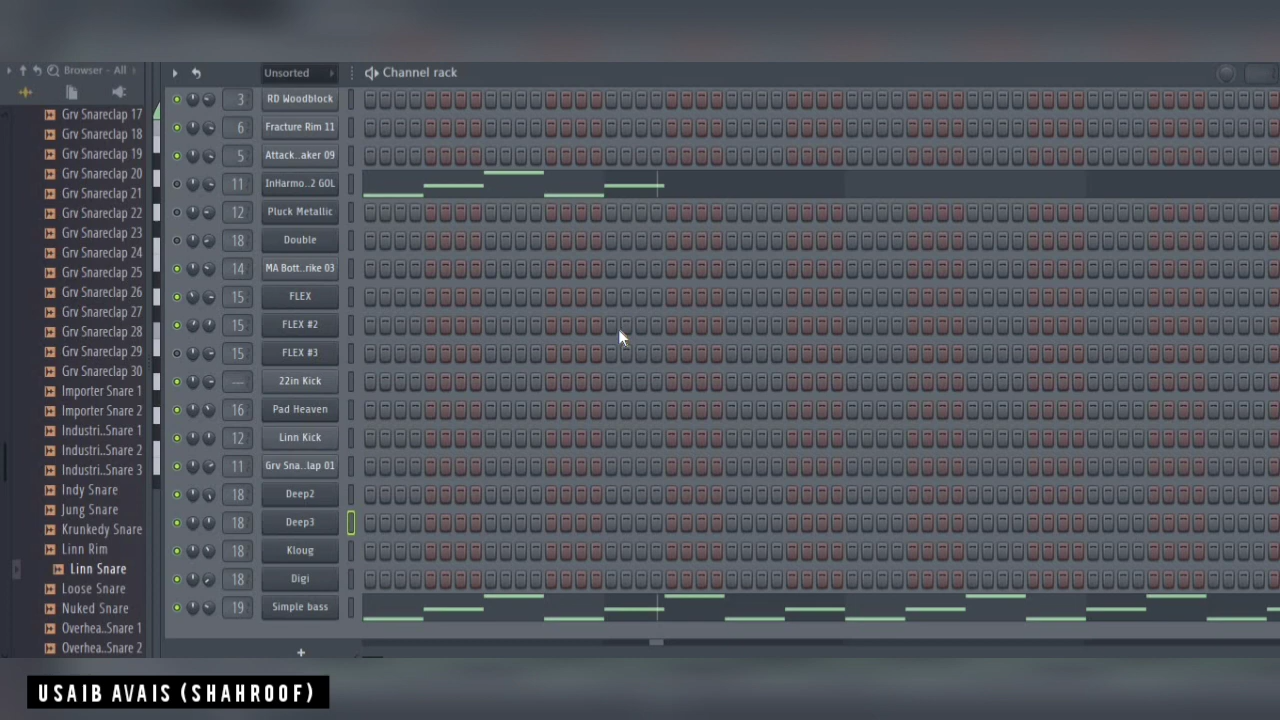 Browser - All
Unsorted
Channel rack
Grv Snareclap 17
Grv Snareclap 18
Grv Snareclap 19
Grv Snareclap 20
Grv Snareclap 21
Grv Snareclap 22
Grv Snareclap 23
Grv Snareclap 24
Grv Snareclap 25
Grv Snareclap 26
Grv Snareclap 27
Grv Snareclap 28
Grv Snareclap 29
Grv Snareclap 30
Importer Snare 1
Importer Snare 2
Industri..Snare 1
Industri..Snare 2
Industri..Snare 3
Indy Snare
Jung Snare
Krunkedy Snare
Linn Rim
Linn Snare
Loose Snare
Nuked Snare
Overhea..Snare 1
Overhea..Snare 2
3 RD Woodblock
6 Fracture Rim 11
5 Attack..aker 09
11 InHarmo..2 GOL
12 Pluck Metallic
18 Double
14 MA Bott..rike 03
15 FLEX
15 FLEX #2
15 FLEX #3
--- 22in Kick
16 Pad Heaven
12 Linn Kick
11 Grv Sna..lap 01
18 Deep2
18 Deep3
18 Kloug
18 Digi
19 Simple bass
+
USAIB AVAIS (SHAHROOF)